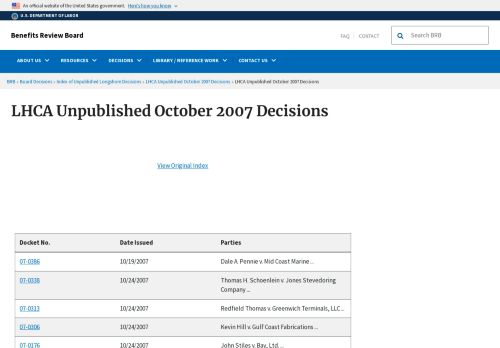 An official website of the United States government. Here's how you know
U.S. DEPARTMENT OF LABOR
Benefits Review Board
FAQ
CONTACT
Search BRB
ABOUT US
RESOURCES
DECISIONS
LIBRARY / REFERENCE WORK
CONTACT US
BRB › Board Decisions › Index of Unpublished Longshore Decisions › LHCA Unpublished October 2007 Decisions › LHCA Unpublished October 2007 Decisions
LHCA Unpublished October 2007 Decisions
View Original Index
Docket No. Date Issued Parties
07-0386 10/19/2007 Dale A. Pennie v. Mid Coast Marine ...
07-0338 10/24/2007 Thomas H. Schoenlein v. Jones Stevedoring
Company ...
07-0313 10/24/2007 Redfield Thomas v. Greenwich Terminals, LLC ...
07-0306 10/24/2007 Kevin Hill v. Gulf Coast Fabrications ...
07-0176 10/24/2007 John Stiles v. Bay, Ltd. ...